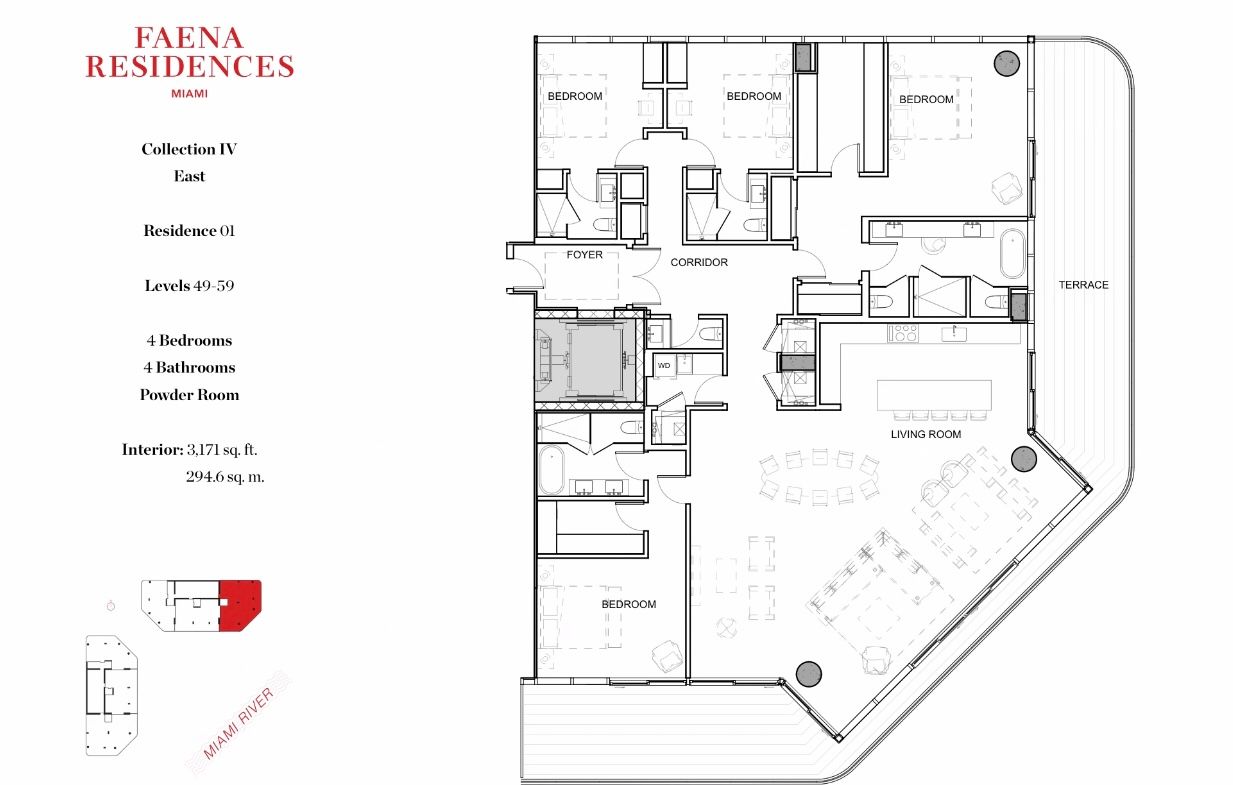 FAENA
RESIDENCES
MIAMI
Collection IV
East
Residence 01
Levels 49-59
4 Bedrooms
4 Bathrooms
Powder Room
Interior: 3,171 sq. ft.
294.6 sq. m.
MIAMI RIVER
BEDROOM
BEDROOM
BEDROOM
FOYER
CORRIDOR
TERRACE
WD
LIVING ROOM
BEDROOM